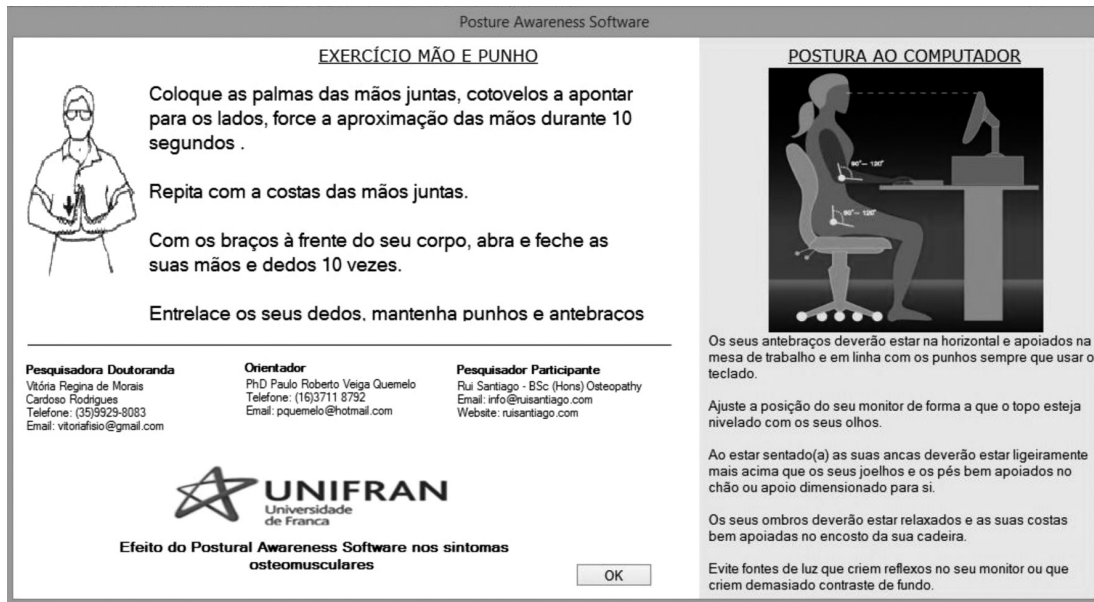 Posture Awareness Software
EXERCÍCIO MÃO E PUNHO
Coloque as palmas das mãos juntas, cotovelos a apontar
para os lados, force a aproximação das mãos durante 10
segundos .
Repita com a costas das mãos juntas.
Com os braços à frente do seu corpo, abra e feche as
suas mãos e dedos 10 vezes.
Entrelace os seus dedos, mantenha punhos e antebraços
Pesquisadora Doutoranda
Vitória Regina de Morais
Cardoso Rodrigues
Telefone: (35)9929-8083
Email: vitoriafisio@gmail.com
Orientador
PhD Paulo Roberto Veiga Quemelo
Telefone: (16)3711 8792
Email: pquemelo@hotmail.com
Pesquisador Participante
Rui Santiago - BSc (Hons) Osteopathy
Email: info@ruisantiago.com
Website: ruisantiago.com
UNIFRAN
Universidade
de Franca
Efeito do Postural Awareness Software nos sintomas
osteomusculares
OK
POSTURA AO COMPUTADOR
90°- 120°
90°- 120°
Os seus antebraços deverão estar na horizontal e apoiados na
mesa de trabalho e em linha com os punhos sempre que usar o
teclado.
Ajuste a posição do seu monitor de forma a que o topo esteja
nivelado com os seus olhos.
Ao estar sentado(a) as suas ancas deverão estar ligeiramente
mais acima que os seus joelhos e os pés bem apoiados no
chão ou apoio dimensionado para si.
Os seus ombros deverão estar relaxados e as suas costas
bem apoiadas no encosto da sua cadeira.
Evite fontes de luz que criem reflexos no seu monitor ou que
criem demasiado contraste de fundo.